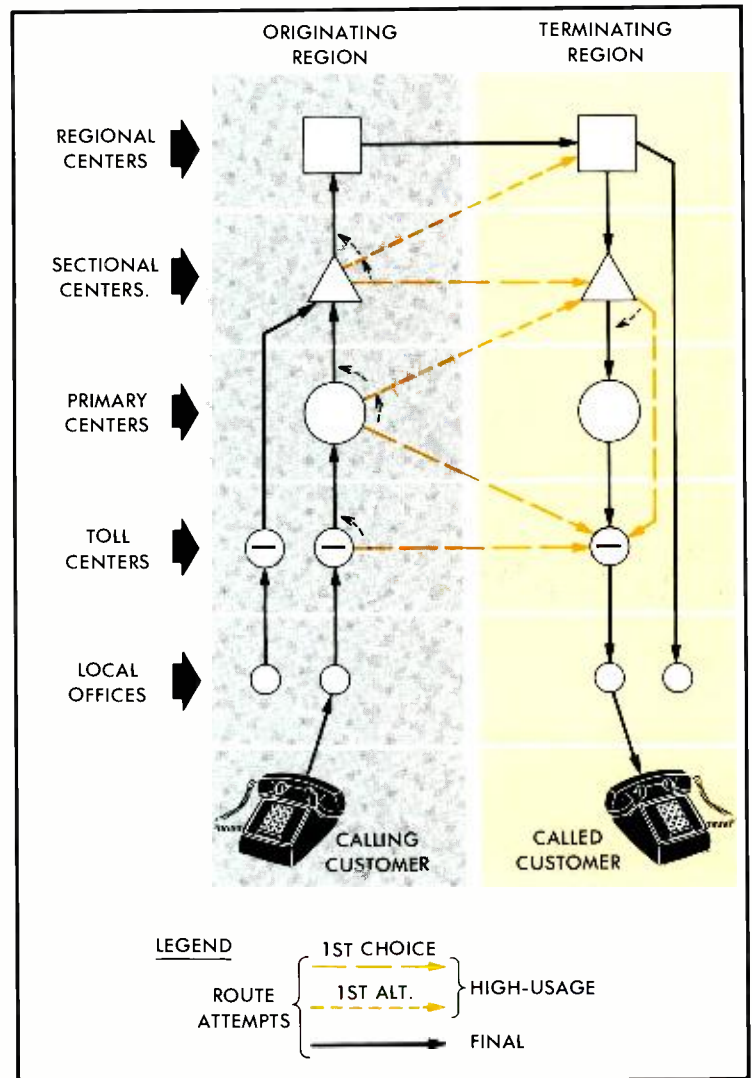 ORIGINATING
REGION
TERMINATING
REGION
REGIONAL
CENTERS
SECTIONAL
CENTERS.
PRIMARY
CENTERS
TOLL
CENTERS
LOCAL
OFFICES
CALLING
CUSTOMER
CALLED
CUSTOMER
LEGEND
ROUTE
ATTEMPTS
1ST CHOICE
1ST ALT.
HIGH-USAGE
FINAL